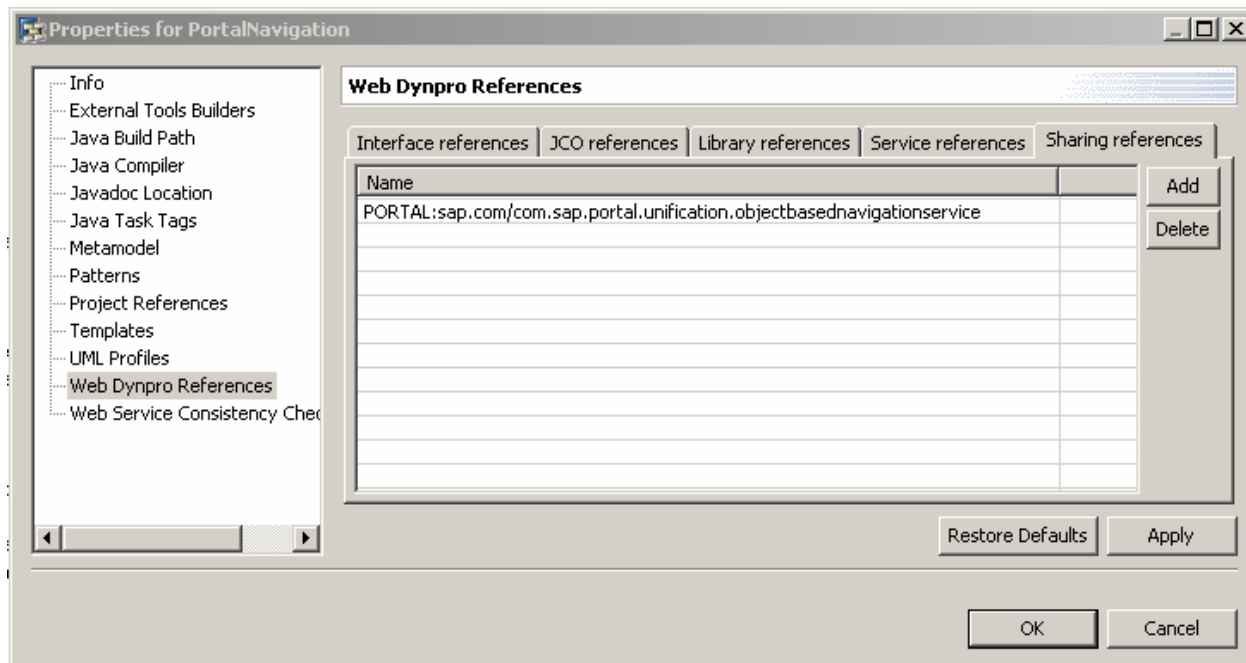 Properties for PortalNavigation
Info
External Tools Builders
Java Build Path
Java Compiler
Javadoc Location
Java Task Tags
Metamodel
Patterns
Project References
Templates
UML Profiles
Web Dynpro References
Web Service Consistency Chec
Web Dynpro References
Interface references JCO references Library references Service references Sharing references
Name
PORTAL:sap.com/com.sap.portal.unification.objectbasednavigationservice
Add
Delete
Restore Defaults Apply
OK Cancel